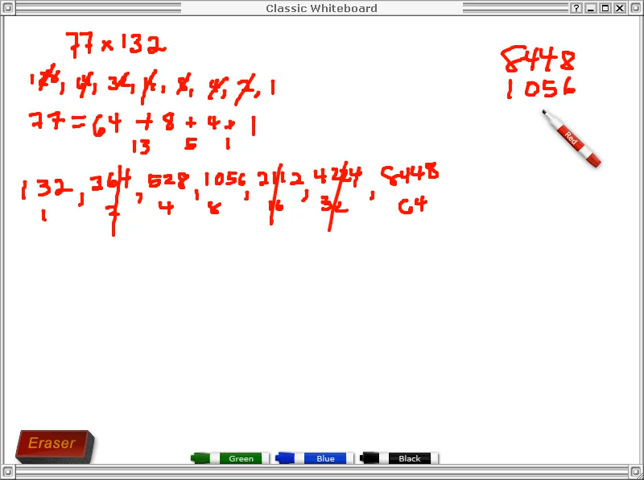 Classic Whiteboard
77 × 132
8448
1056
128, 64, 32, 16, 8, 4, 2, 1
77 = 64 + 8 + 4 + 1
13 5 1
132, 364, 528, 1056, 2112, 4224, 8448
1 2 4 8 16 32 64
Red
Eraser
Green Blue Black